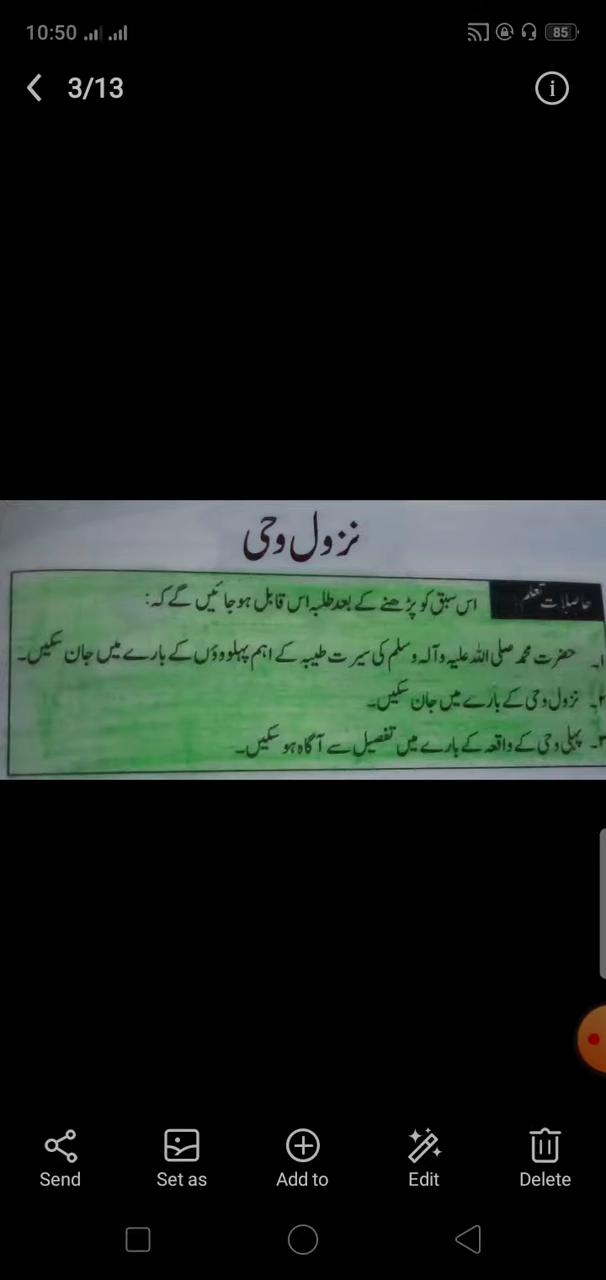 10:50
85
3/13
نزول وحی
حاصلات تعلم: اس سبق کو پڑھنے کے بعد طلبہ اس قابل ہو جائیں گے کہ:
۱۔ حضرت محمد صلی اللہ علیہ وآلہ وسلم کی سیرت طیبہ کے اہم پہلوؤں کے بارے میں جان سکیں۔
۲۔ نزول وحی کے بارے میں جان سکیں۔
۳۔ پہلی وحی کے واقعہ کے بارے میں تفصیل سے آگاہ ہو سکیں۔
Send Set as Add to Edit Delete